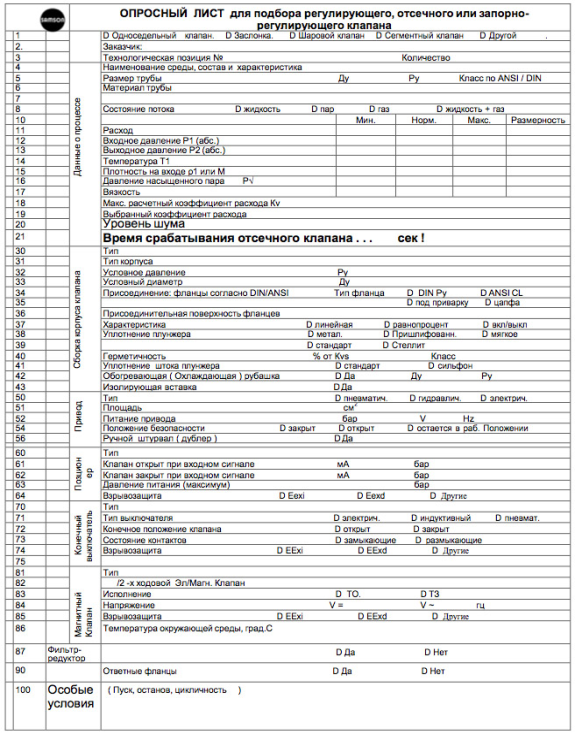 samson
ОПРОСНЫЙ ЛИСТ для подбора регулирующего, отсечного или запорно-
регулирующего клапана
1 D Односедельный клапан. D Заслонка. D Шаровой клапан D Сегментный клапан D Другой .
2. Заказчик:
3 Технологическая позиция № Количество
Данные о процессе
4 Наименование среды, состав и характеристика
5 Размер трубы Ду Ру Класс по ANSI / DIN
6 Материал трубы
7
8 Состояние потока D жидкость D пар D газ D жидкость + газ
10 Мин. Норм. Макс. Размерность
11 Расход
12 Входное давление P1 (абс.)
13 Выходное давление P2 (абс.)
14 Температура T1
15 Плотность на входе p1 или М
16 Давление насыщенного пара P√
17 Вязкость
18 Макс. расчетный коэффициент расхода Kv
19 Выбранный коэффициент расхода
20 Уровень шума
21 Время срабатывания отсечного клапана . . . сек !
Сборка корпуса клапана
30 Тип
31 Тип корпуса
32 Условное давление Ру
33 Условный диаметр Ду
34 Присоединение: фланцы согласно DIN/ANSI Тип фланца D DIN Ру D ANSI CL
35 D под приварку D цапфа
36 Присоединительная поверхность фланцев
37 Характеристика D линейная D равнопроцент D вкл/выкл
38 Уплотнение плунжера D метал. D Пришлифованн. D мягкое
39 D стандарт D Стеллит
40 Герметичность % от Kvs Класс
41 Уплотнение штока плунжера D стандарт D сильфон
42 Обогревающая ( Охлаждающая ) рубашка D Да Ду Ру
43 Изолирующая вставка D Да
Привод
50 Тип D пневматич. D гидравлич. D электрич.
51 Площадь см²
52 Питание привода бар V Hz
54 Положение безопасности D закрыт D открыт D остается в раб. Положении
56 Ручной штурвал ( дублер ) D Да
Позцион
ер
60 Тип
61 Клапан открыт при входном сигнале мА бар
62 Клапан закрыт при входном сигнале мА бар
63 Давление питания (максимум) бар
64 Взрывозащита D Eexi D Eexd D Другие
Конечный
выключатель
70 Тип
71 Тип выключателя D электрич. D индуктивный D пневмат.
72 Конечное положение клапана D открыт D закрыт
73 Состояние контактов D замыкающие D размыкающие
74 Взрывозащита D EExi D EExd D Другие
75
Магнитный
Клапан
81 Тип
82 /2 -х ходовой Эл/Магн. Клапан
83 Исполнение D ТО. D Т3
84 Напряжение V = V ~ гц
85 Взрывозащита D EExi D EExd D Другие
86 Температура окружающей среды, град.С
87 Фильтр-
редуктор D Да D Нет
90 Ответные фланцы D Да D Нет
100 Особые
условия ( Пуск, останов, цикличность )